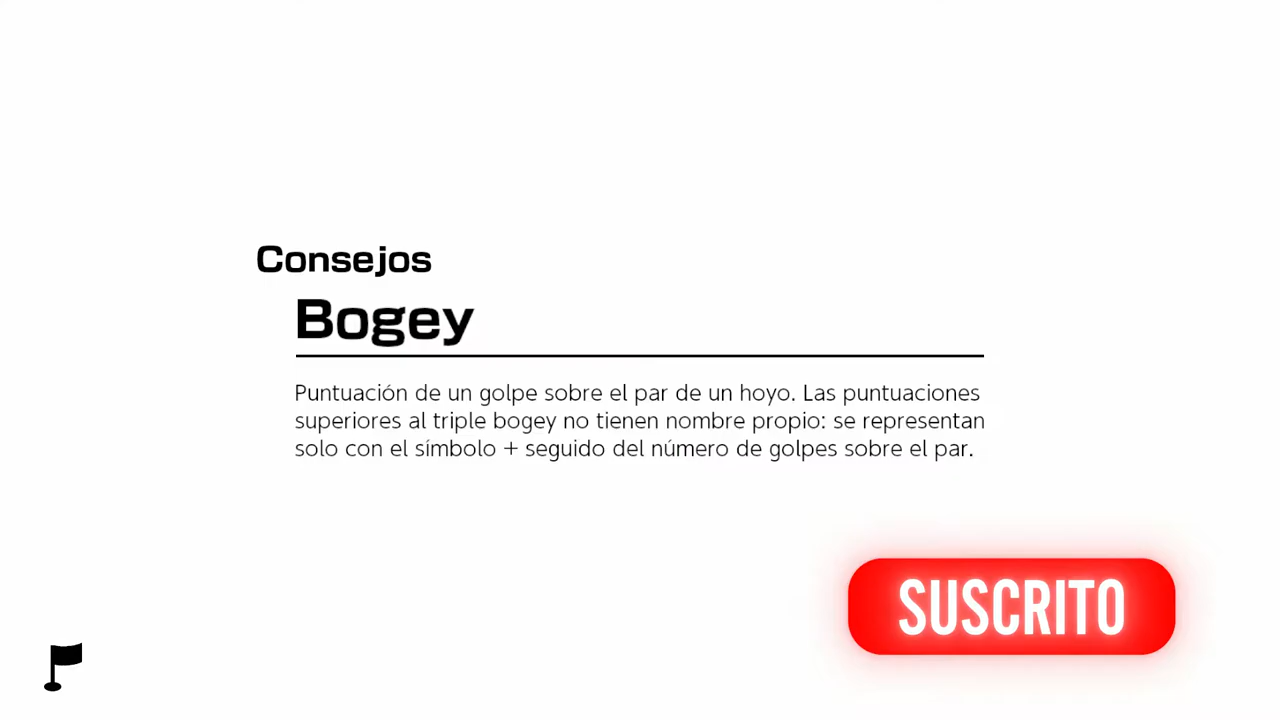 Consejos
Bogey
Puntuación de un golpe sobre el par de un hoyo. Las puntuaciones
superiores al triple bogey no tienen nombre propio: se representan
solo con el símbolo + seguido del número de golpes sobre el par.
SUSCRITO